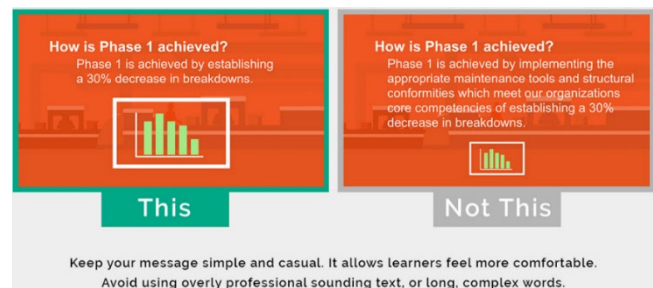 How is Phase 1 achieved?
Phase 1 is achieved by establishing
a 30% decrease in breakdowns.
This
How is Phase 1 achieved?
Phase 1 is achieved by implementing the
appropriate maintenance tools and structural
conformities which meet our organizations
core competencies of establishing a 30%
decrease in breakdowns.
Not This
Keep your message simple and casual. It allows learners feel more comfortable.
Avoid using overly professional sounding text, or long, complex words.